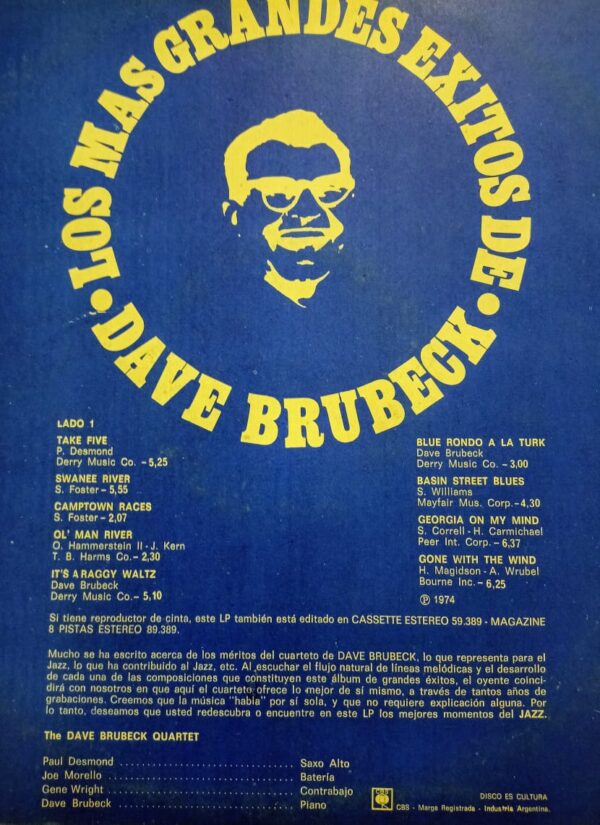 • LOS MAS GRANDES EXITOS DE •
DAVE BRUBECK
LADO 1
TAKE FIVE
P. Desmond
Derry Music Co. – 5,25
SWANEE RIVER
S. Foster – 5,55
CAMPTOWN RACES
S. Foster – 2,07
OL' MAN RIVER
O. Hammerstein II - J. Kern
T. B. Harms Co. – 2,30
IT'S A RAGGY WALTZ
Dave Brubeck
Derry Music Co. – 5,10
BLUE RONDO A LA TURK
Dave Brubeck
Derry Music Co. – 3,00
BASIN STREET BLUES
S. Williams
Mayfair Mus. Corp. – 4,30
GEORGIA ON MY MIND
S. Correll - H. Carmichael
Peer Int. Corp. – 6,37
GONE WITH THE WIND
H. Magidson - A. Wrubel
Bourne Inc. – 6,25
Ⓟ 1974
Si tiene reproductor de cinta, este LP también está editado en CASSETTE ESTEREO 59.389 - MAGAZINE
8 PISTAS ESTEREO 89.389.
Mucho se ha escrito acerca de los méritos del cuarteto de DAVE BRUBECK, lo que representa para el
Jazz, lo que ha contribuido al Jazz, etc. Al escuchar el flujo natural de líneas melódicas y el desarrollo
de cada una de las composiciones que constituyen este álbum de grandes éxitos, el oyente coinci-
dirá con nosotros en que aquí el cuarteto ofrece lo mejor de sí mismo, a través de tantos años de
grabaciones. Creemos que la música "habla" por sí sola, y que no requiere explicación alguna. Por
lo tanto, deseamos que usted redescubra o encuentre en este LP los mejores momentos del JAZZ.
The DAVE BRUBECK QUARTET
Paul Desmond . . . . . . . . . . . . . . . . . . . . Saxo Alto
Joe Morello . . . . . . . . . . . . . . . . . . . . Batería
Gene Wright . . . . . . . . . . . . . . . . . . . . Contrabajo
Dave Brubeck . . . . . . . . . . . . . . . . . . . . Piano
CBS
DISCO ES CULTURA
CBS - Marca Registrada - Industria Argentina.